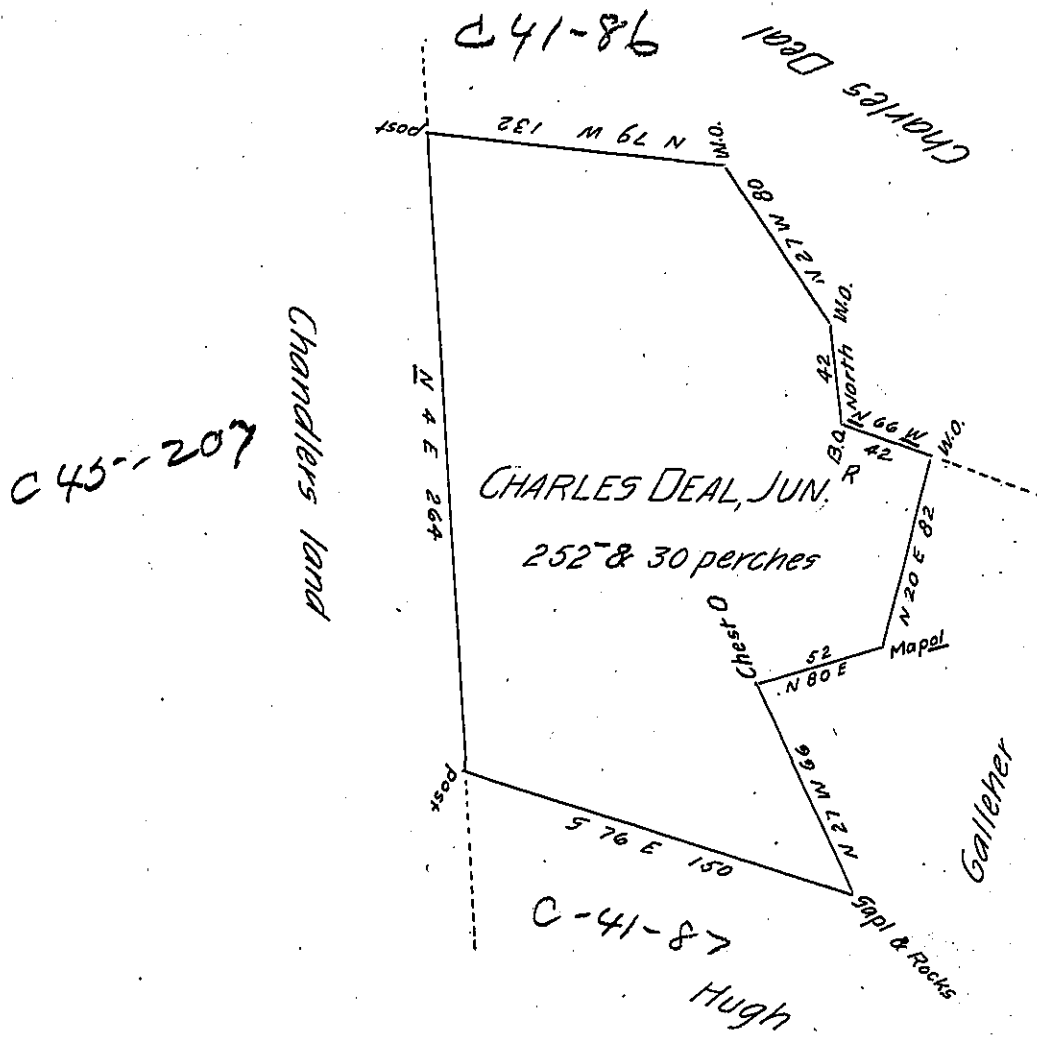 C 41-86
Charles Deal
post
N 79 W 132
W.O.
N 27 W 80
W.O.
North
42
B.O.
R
N 66 W
42
W.O.
Chandlers land
C 45--207
N 4 E 264
CHARLES DEAL, JUN.
252 & 30 perches
N 20 E 82
Mapol
52
N 80 E
Chest O
N 27 W 66
Galleher
post
S 76 E 150
Sapl & Rocks
C-41-87
Hugh